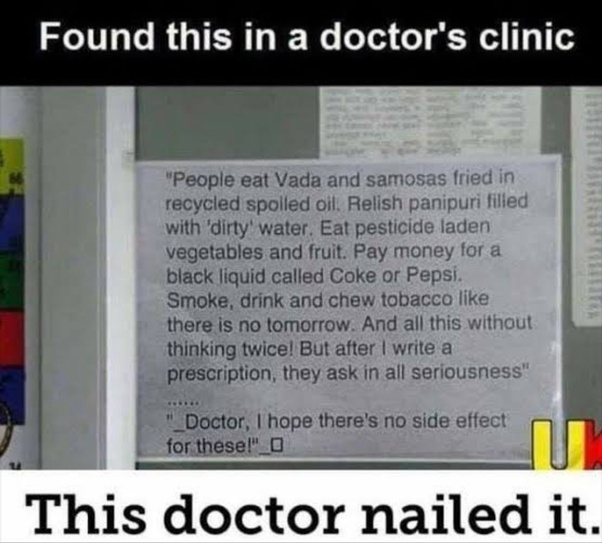 Found this in a doctor's clinic
"People eat Vada and samosas fried in
recycled spoiled oil. Relish panipuri filled
with 'dirty' water. Eat pesticide laden
vegetables and fruit. Pay money for a
black liquid called Coke or Pepsi.
Smoke, drink and chew tobacco like
there is no tomorrow. And all this without
thinking twice! But after I write a
prescription, they ask in all seriousness"
......
"_Doctor, I hope there's no side effect
for these!"_□
This doctor nailed it.